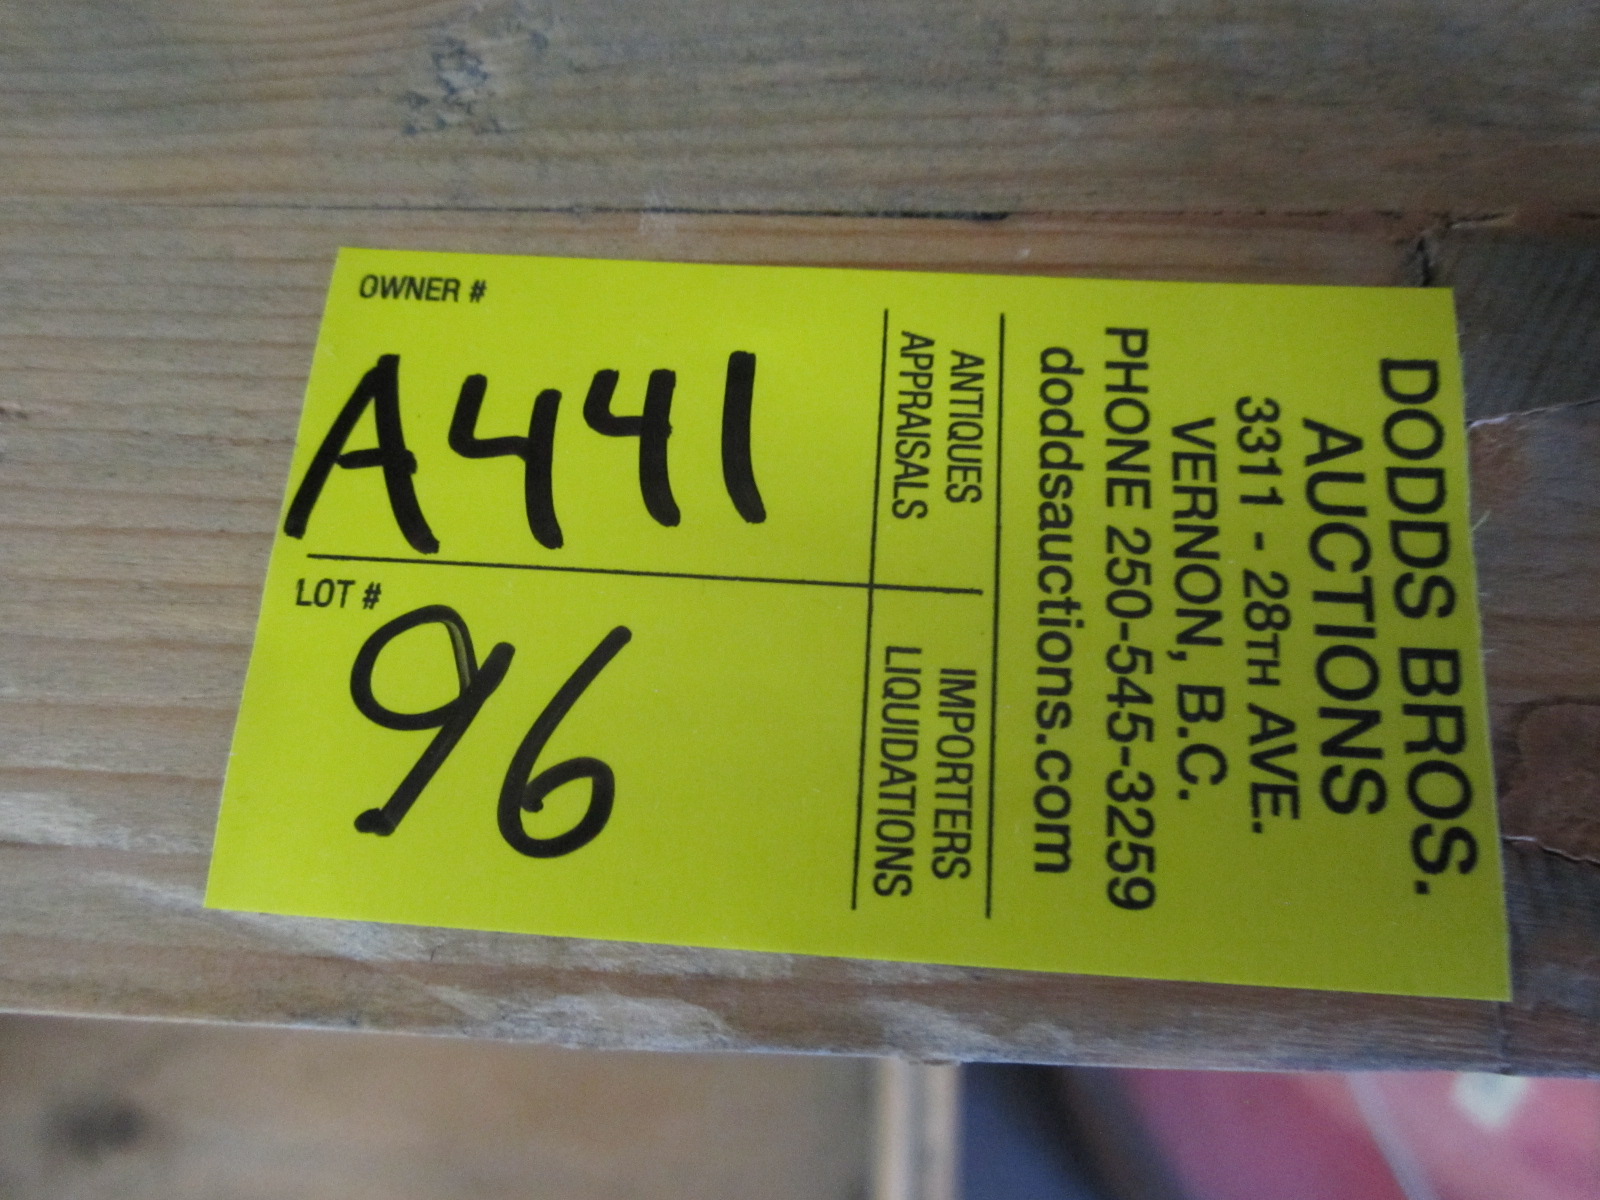 DODDS BROS.
AUCTIONS
3311 - 28TH AVE.
VERNON, B.C.
PHONE 250-545-3259
doddsauctions.com
ANTIQUES
APPRAISALS
IMPORTERS
LIQUIDATIONS
OWNER #
A441
LOT #
96